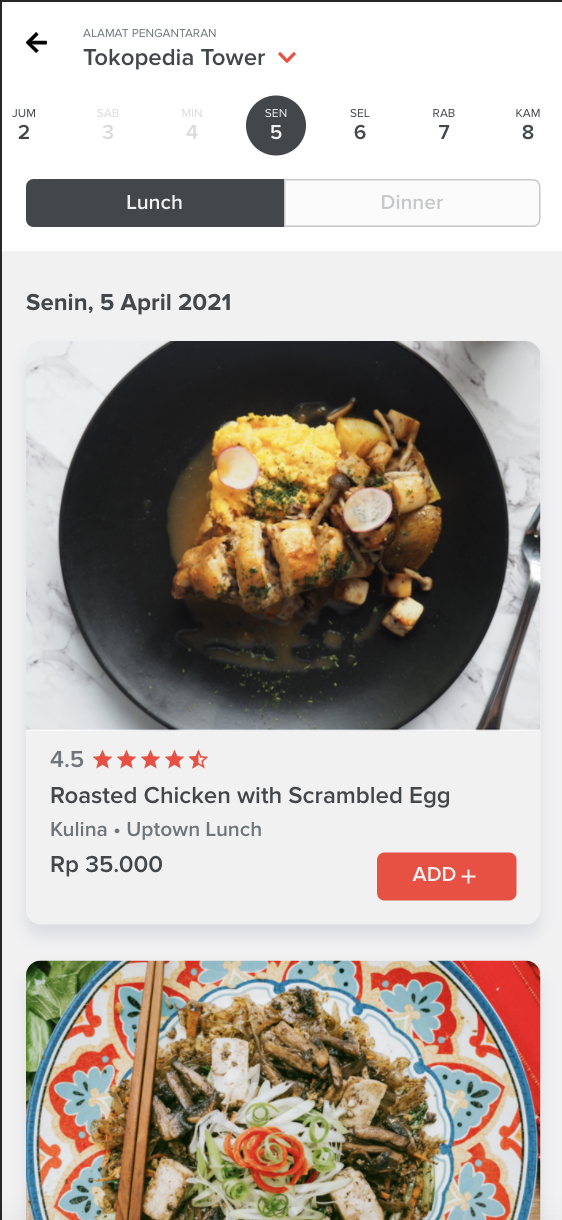 ALAMAT PENGANTARAN
Tokopedia Tower
JUM SAB MIN SEN SEL RAB KAM
2 3 4 5 6 7 8
Lunch Dinner
Senin, 5 April 2021
4.5
Roasted Chicken with Scrambled Egg
Kulina • Uptown Lunch
Rp 35.000
ADD +